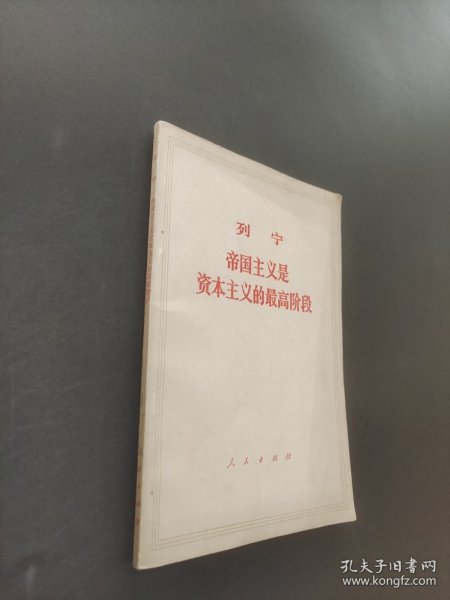 列 宁
帝国主义是
资本主义的最高阶段
人民出版社
孔夫子旧书网
www.kongfz.com